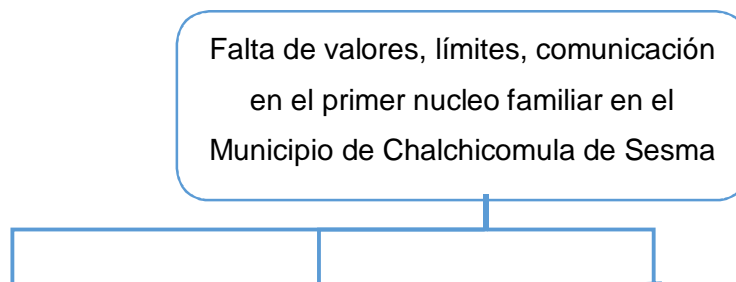 Falta de valores, límites, comunicación
en el primer nucleo familiar en el
Municipio de Chalchicomula de Sesma